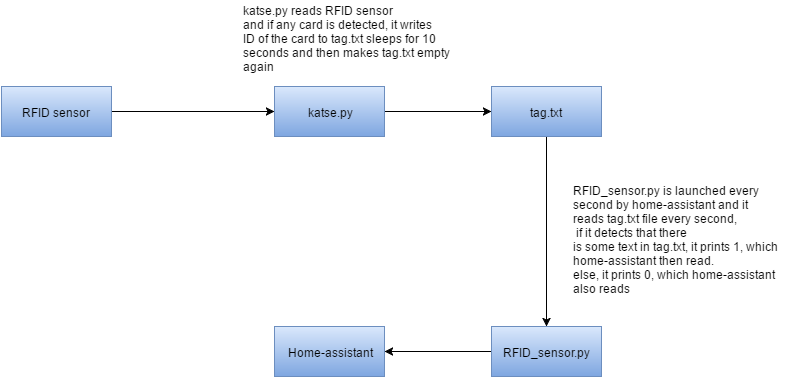 katse.py reads RFID sensor
and if any card is detected, it writes
ID of the card to tag.txt sleeps for 10
seconds and then makes tag.txt empty
again
RFID sensor
katse.py
tag.txt
RFID_sensor.py is launched every
second by home-assistant and it
reads tag.txt file every second,
if it detects that there
is some text in tag.txt, it prints 1, which
home-assistant then read.
else, it prints 0, which home-assistant
also reads
Home-assistant
RFID_sensor.py